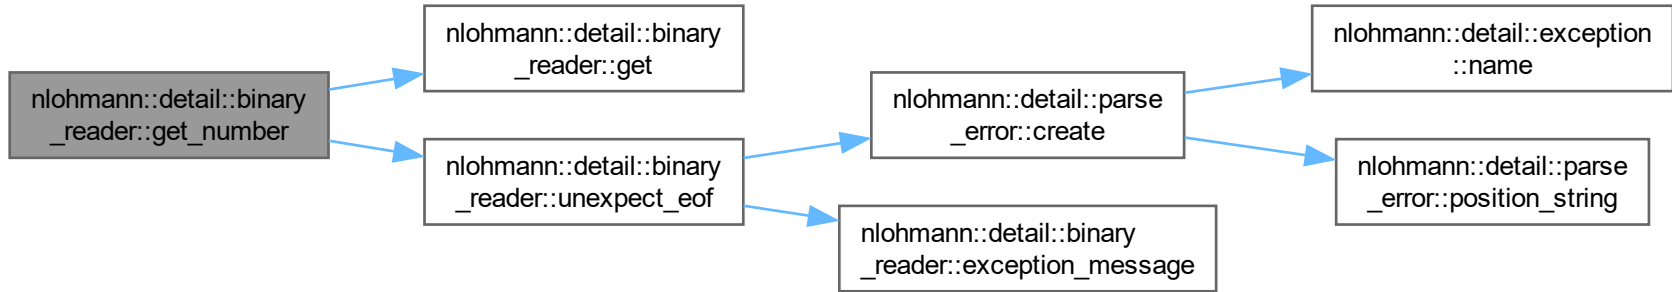 nlohmann::detail::binary
_reader::get_number
nlohmann::detail::binary
_reader::get
nlohmann::detail::binary
_reader::unexpect_eof
nlohmann::detail::parse
_error::create
nlohmann::detail::binary
_reader::exception_message
nlohmann::detail::exception
::name
nlohmann::detail::parse
_error::position_string